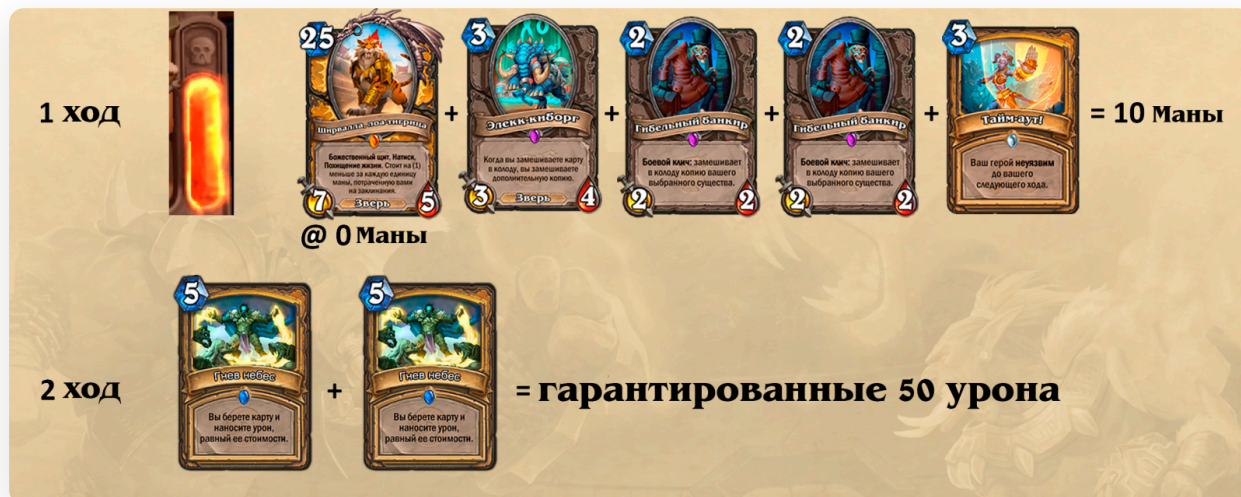 1 ход
25
Ширвалла, лоа-тигрица
Божественный щит. Натиск.
Похищение жизни. Стоит на (1)
меньше за каждую единицу
маны, потраченную вами
на заклинания.
7
Зверь
5
@ 0 Маны
+
3
Элекк-киборг
Когда вы замешиваете карту
в колоду, вы замешиваете
дополнительную копию.
3
Зверь
4
+
2
Гибельный банкир
Боевой клич: замешивает
в колоду копию вашего
выбранного существа.
2
2
+
2
Гибельный банкир
Боевой клич: замешивает
в колоду копию вашего
выбранного существа.
2
2
+
3
Тайм-аут!
Ваш герой неуязвим
до вашего
следующего хода.
= 10 Маны
2 ход
5
Гнев небес
Вы берете карту и
наносите урон,
равный ее стоимости.
+
5
Гнев небес
Вы берете карту и
наносите урон,
равный ее стоимости.
= гарантированные 50 урона